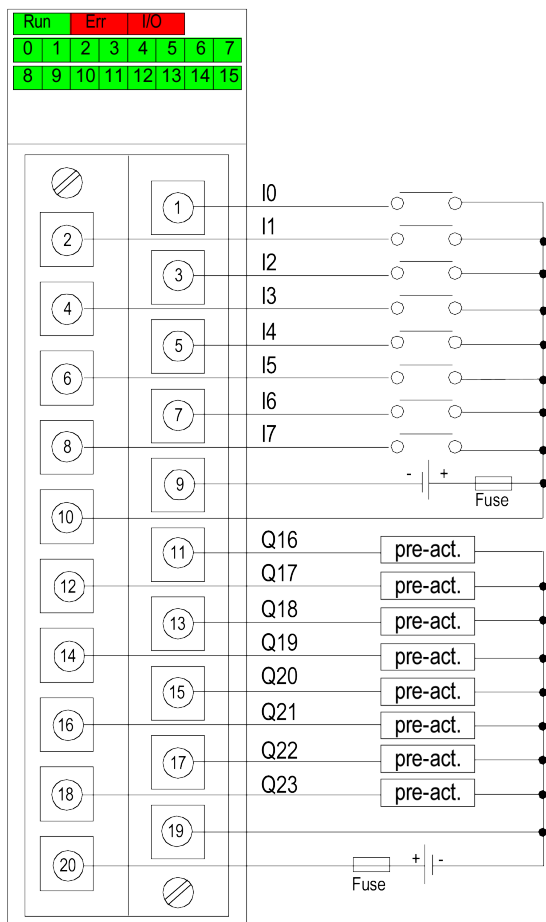 Run Err I/O
0 1 2 3 4 5 6 7
8 9 10 11 12 13 14 15
1 I0
2 I1
3 I2
4 I3
5 I4
6 I5
7 I6
8 I7
9 - +
Fuse
10
11 Q16 pre-act.
12 Q17 pre-act.
13 Q18 pre-act.
14 Q19 pre-act.
15 Q20 pre-act.
16 Q21 pre-act.
17 Q22 pre-act.
18 Q23 pre-act.
19
20 + -
Fuse